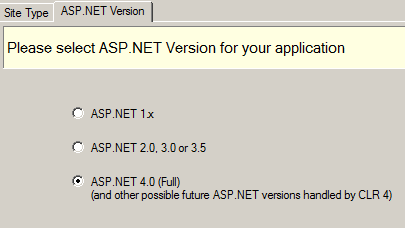 Site Type ASP.NET Version
Please select ASP.NET Version for your application
ASP.NET 1.x
ASP.NET 2.0, 3.0 or 3.5
ASP.NET 4.0 (Full)
(and other possible future ASP.NET versions handled by CLR 4)